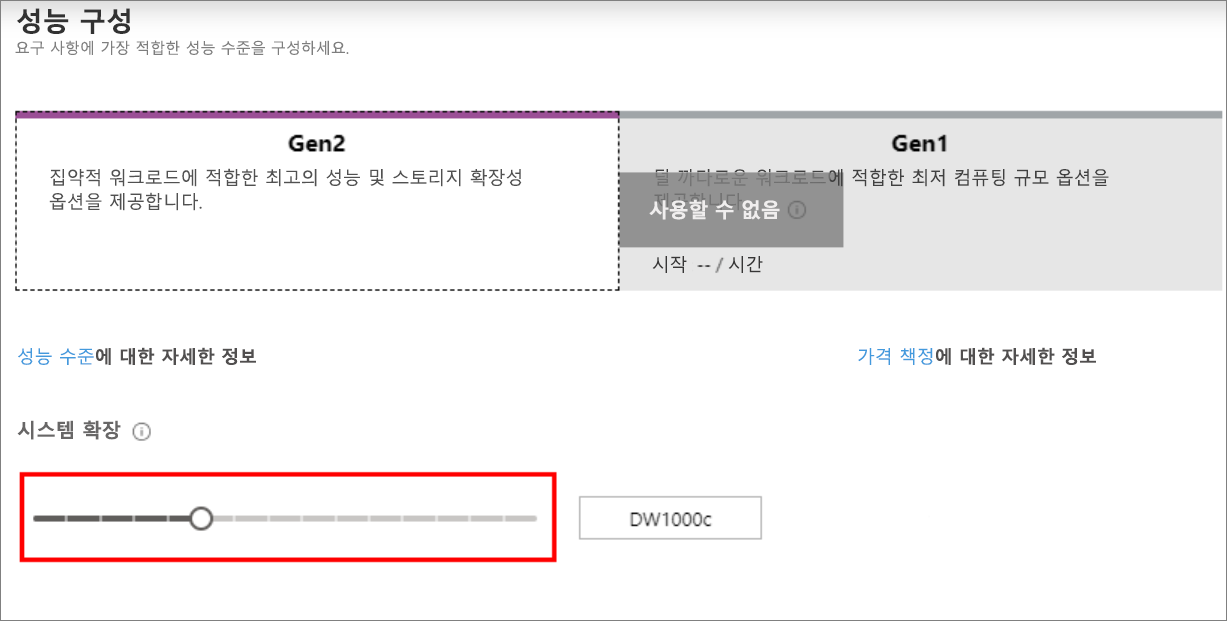 성능 구성
요구 사항에 가장 적합한 성능 수준을 구성하세요.
Gen2
집약적 워크로드에 적합한 최고의 성능 및 스토리지 확장성
옵션을 제공합니다.
Gen1
덜 까다로운 워크로드에 적합한 최저 컴퓨팅 규모 옵션을
제공합니다.
사용할 수 없음
시작 -- / 시간
성능 수준에 대한 자세한 정보
가격 책정에 대한 자세한 정보
시스템 확장
DW1000c